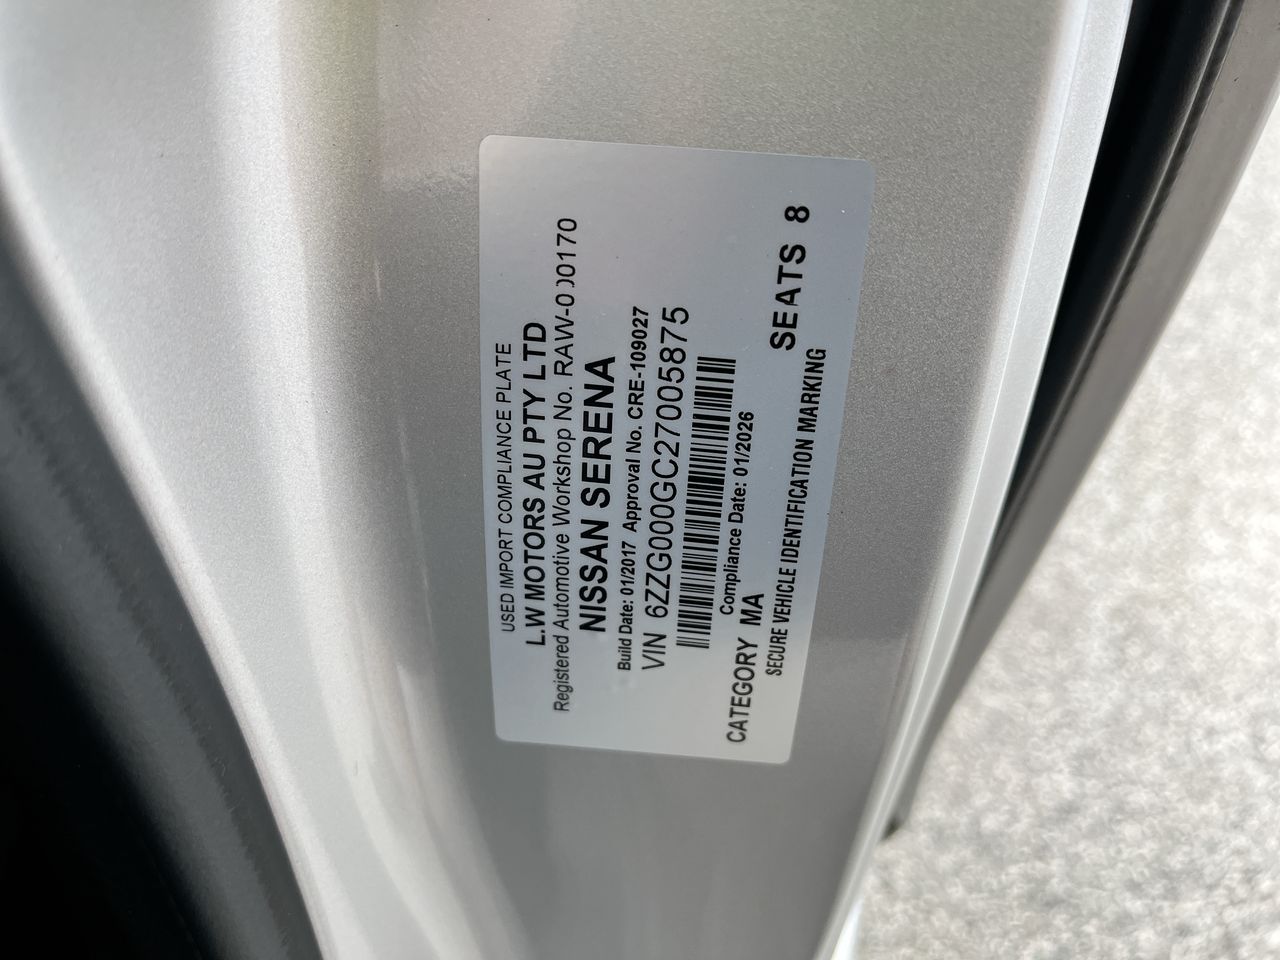 USED IMPORT COMPLIANCE PLATE
L.W MOTORS AU PTY LTD
Registered Automotive Workshop No. RAW-000170
NISSAN SERENA
Build Date: 01/2017 Approval No. CRE-109027
VIN 6ZZG000GC27005875
Compliance Date: 01/2026
CATEGORY MA SEATS 8
SECURE VEHICLE IDENTIFICATION MARKING